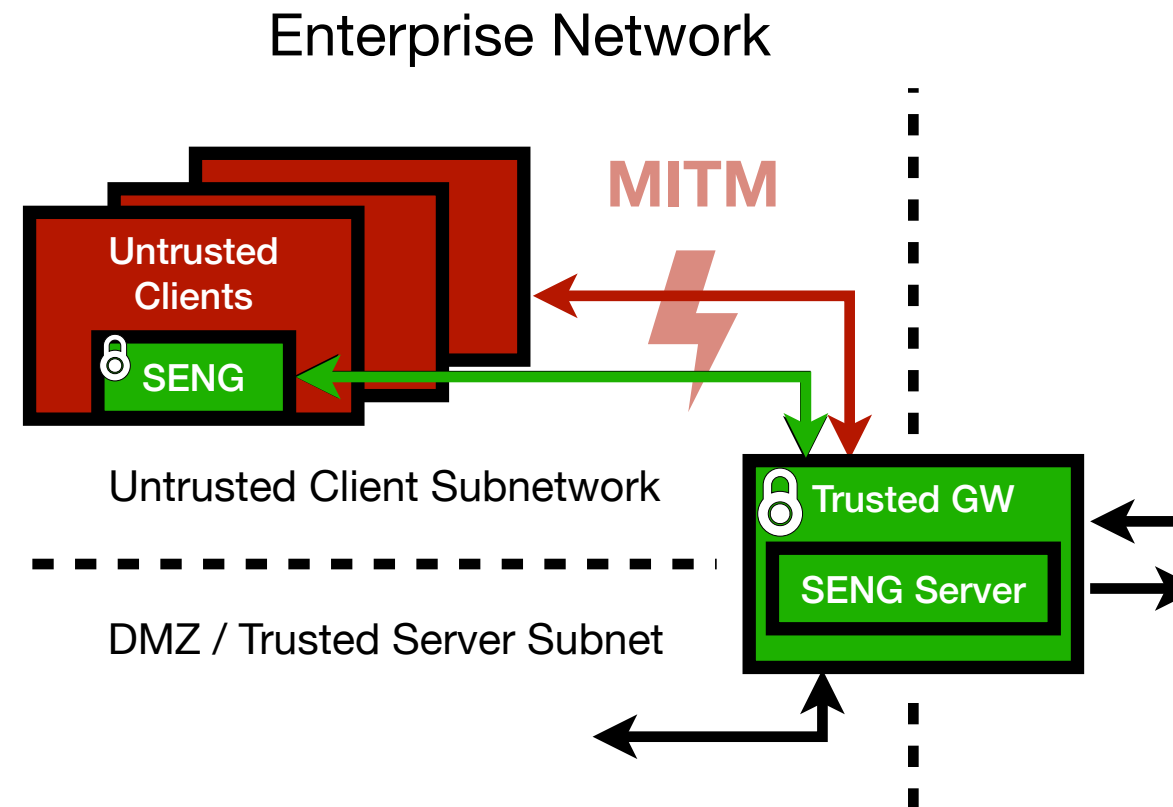 Enterprise Network
MITM
Untrusted
Clients
SENG
Untrusted Client Subnetwork
Trusted GW
SENG Server
DMZ / Trusted Server Subnet